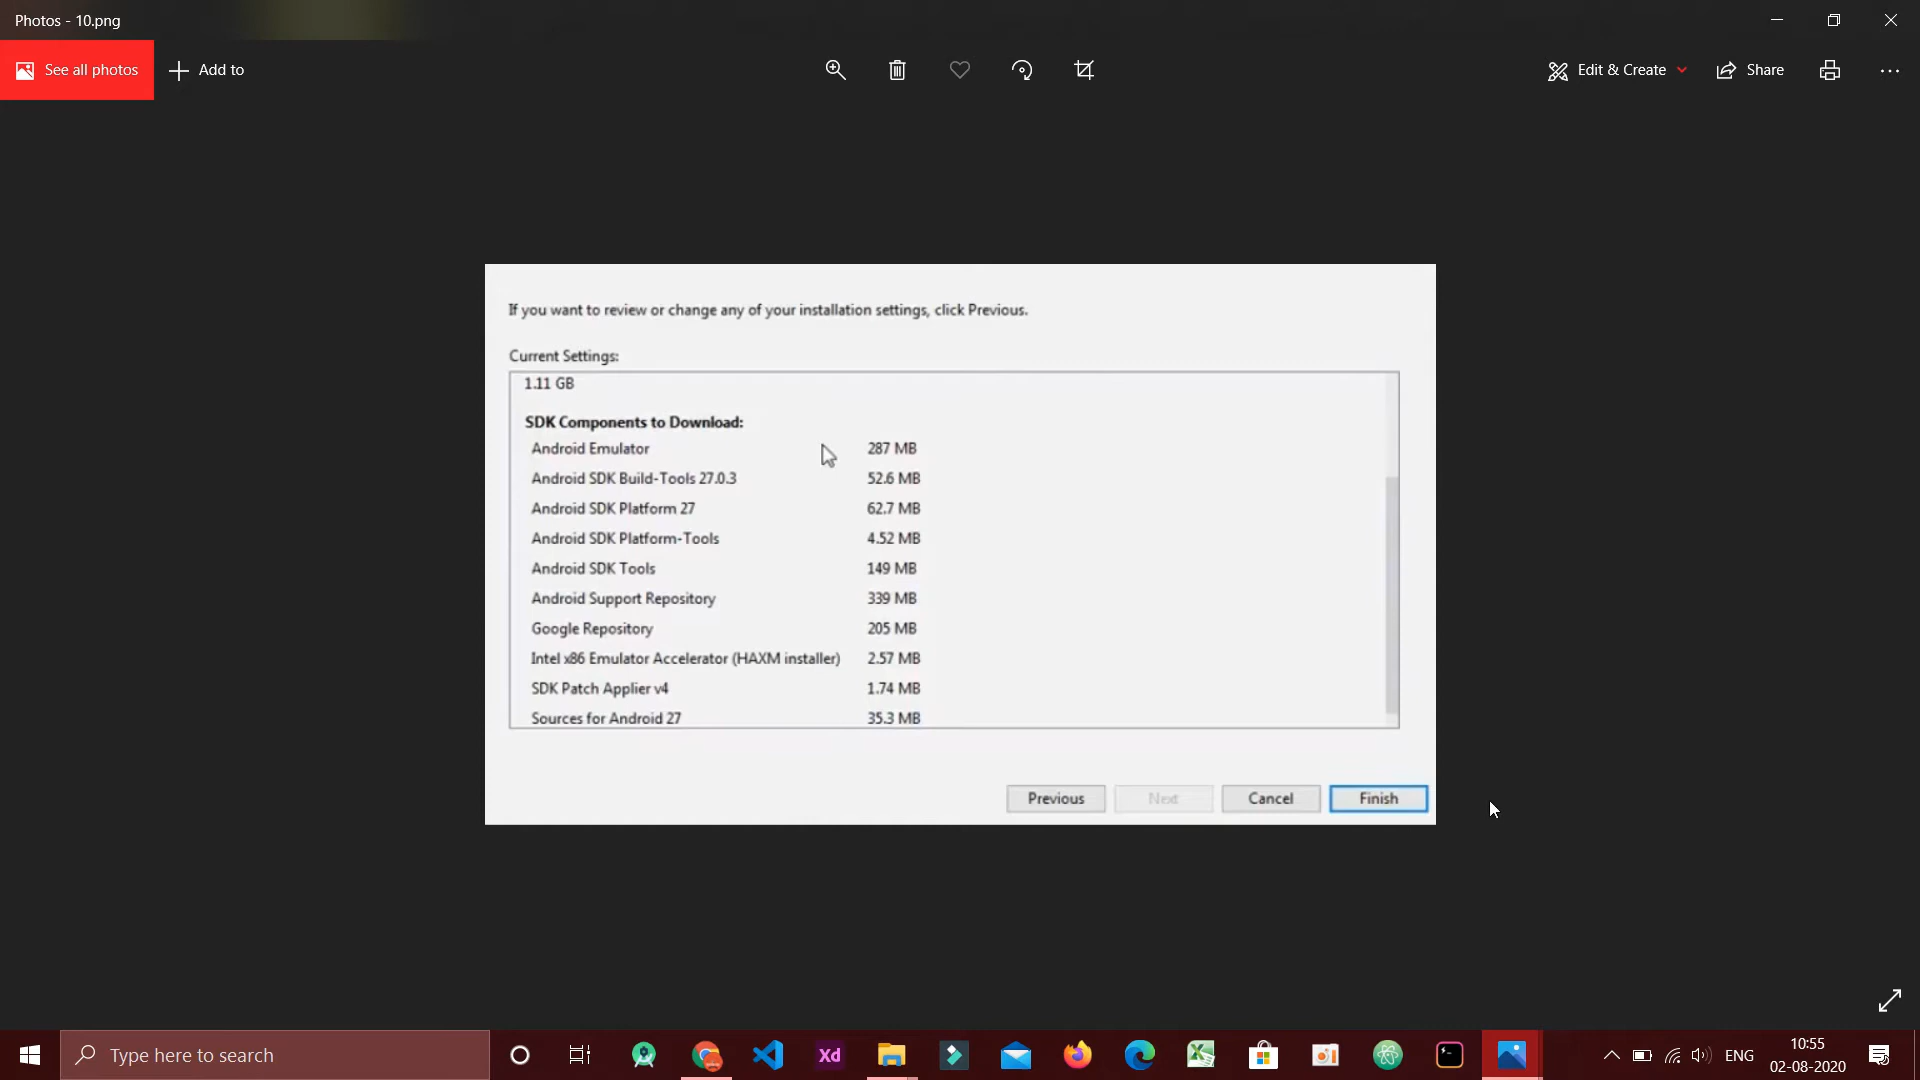 Photos - 10.png
See all photos
Add to
Edit & Create
Share
If you want to review or change any of your installation settings, click Previous.
Current Settings:
1.11 GB
SDK Components to Download:
Android Emulator 287 MB
Android SDK Build-Tools 27.0.3 52.6 MB
Android SDK Platform 27 62.7 MB
Android SDK Platform-Tools 4.52 MB
Android SDK Tools 149 MB
Android Support Repository 339 MB
Google Repository 205 MB
Intel x86 Emulator Accelerator (HAXM installer) 2.57 MB
SDK Patch Applier v4 1.74 MB
Sources for Android 27 35.3 MB
Previous Next Cancel Finish
Type here to search
Xd
ENG
10:55
02-08-2020